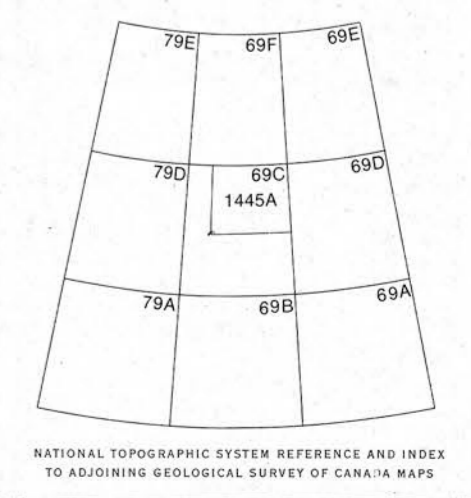 79E 69F 69E
79D 69C 69D
1445A
79A 69B 69A
NATIONAL TOPOGRAPHIC SYSTEM REFERENCE AND INDEX
TO ADJOINING GEOLOGICAL SURVEY OF CANADA MAPS